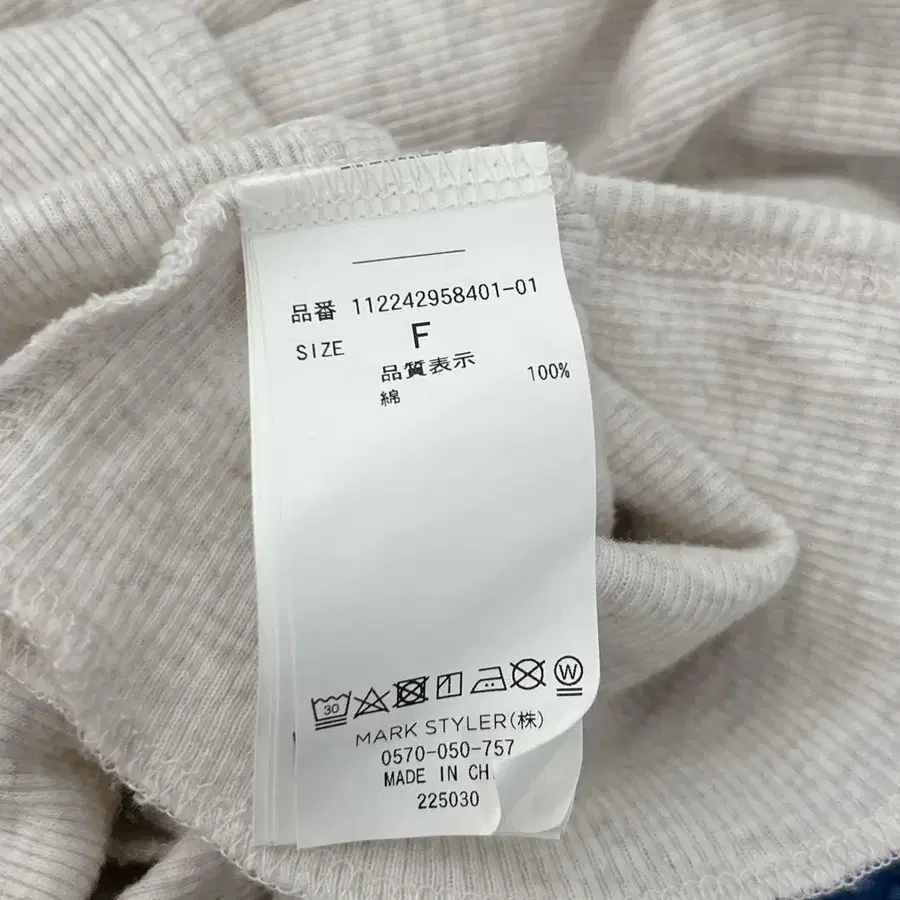 品番 112242958401-01
SIZE F
品質表示
綿 100%
30 W
MARK STYLER(株)
0570-050-757
MADE IN
225030